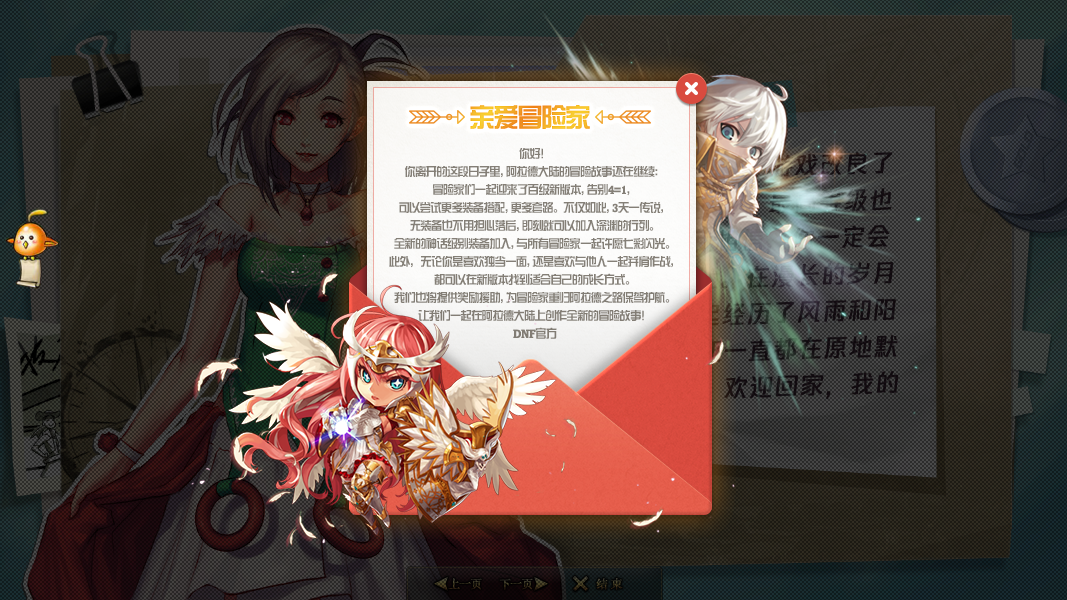 亲爱冒险家
你好!
你离开的这段日子里, 阿拉德大陆的冒险故事还在继续:
冒险家们一起迎来了百级新版本, 告别4=1,
可以尝试更多装备搭配, 更多套路。不仅如此, 3天一传说,
无装备也不用担心落后, 即刻就可以加入深渊的行列。
全新的神话级别装备加入, 与所有冒险家一起许愿七彩闪光。
此外, 无论你是喜欢独当一面, 还是喜欢与他人一起并肩作战,
都可以在新版本找到适合自己的成长方式。
我们也将提供奖励援助, 为冒险家重归阿拉德之路保驾护航。
让我们一起在阿拉德大陆上创作全新的冒险故事!
DNF官方
戏改良了
级也
一定会
在漫长的岁月
经历了风雨和阳
一直都在原地默
欢迎回家, 我的
上一页 下一页 结束